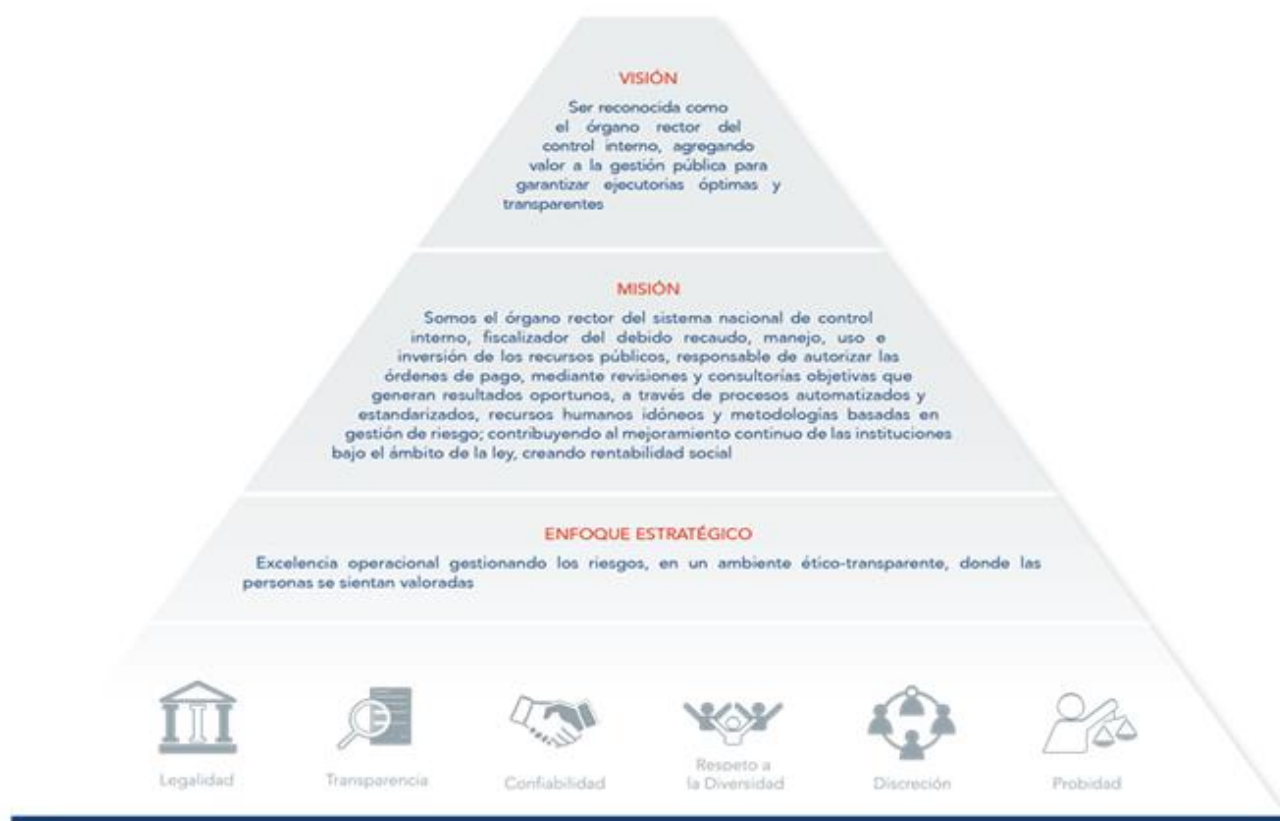 VISIÓN
Ser reconocida como
el órgano rector del
control interno, agregando
valor a la gestión pública para
garantizar ejecutorias óptimas y
transparentes
MISIÓN
Somos el órgano rector del sistema nacional de control
interno, fiscalizador del debido recaudo, manejo, uso e
inversión de los recursos públicos, responsable de autorizar las
órdenes de pago, mediante revisiones y consultorías objetivas que
generan resultados oportunos, a través de procesos automatizados y
estandarizados, recursos humanos idóneos y metodologías basadas en
gestión de riesgo; contribuyendo al mejoramiento continuo de las instituciones
bajo el ámbito de la ley, creando rentabilidad social
ENFOQUE ESTRATÉGICO
Excelencia operacional gestionando los riesgos, en un ambiente ético-transparente, donde las
personas se sientan valoradas
Legalidad
Transparencia
Confiabilidad
Respeto a
la Diversidad
Discreción
Probidad